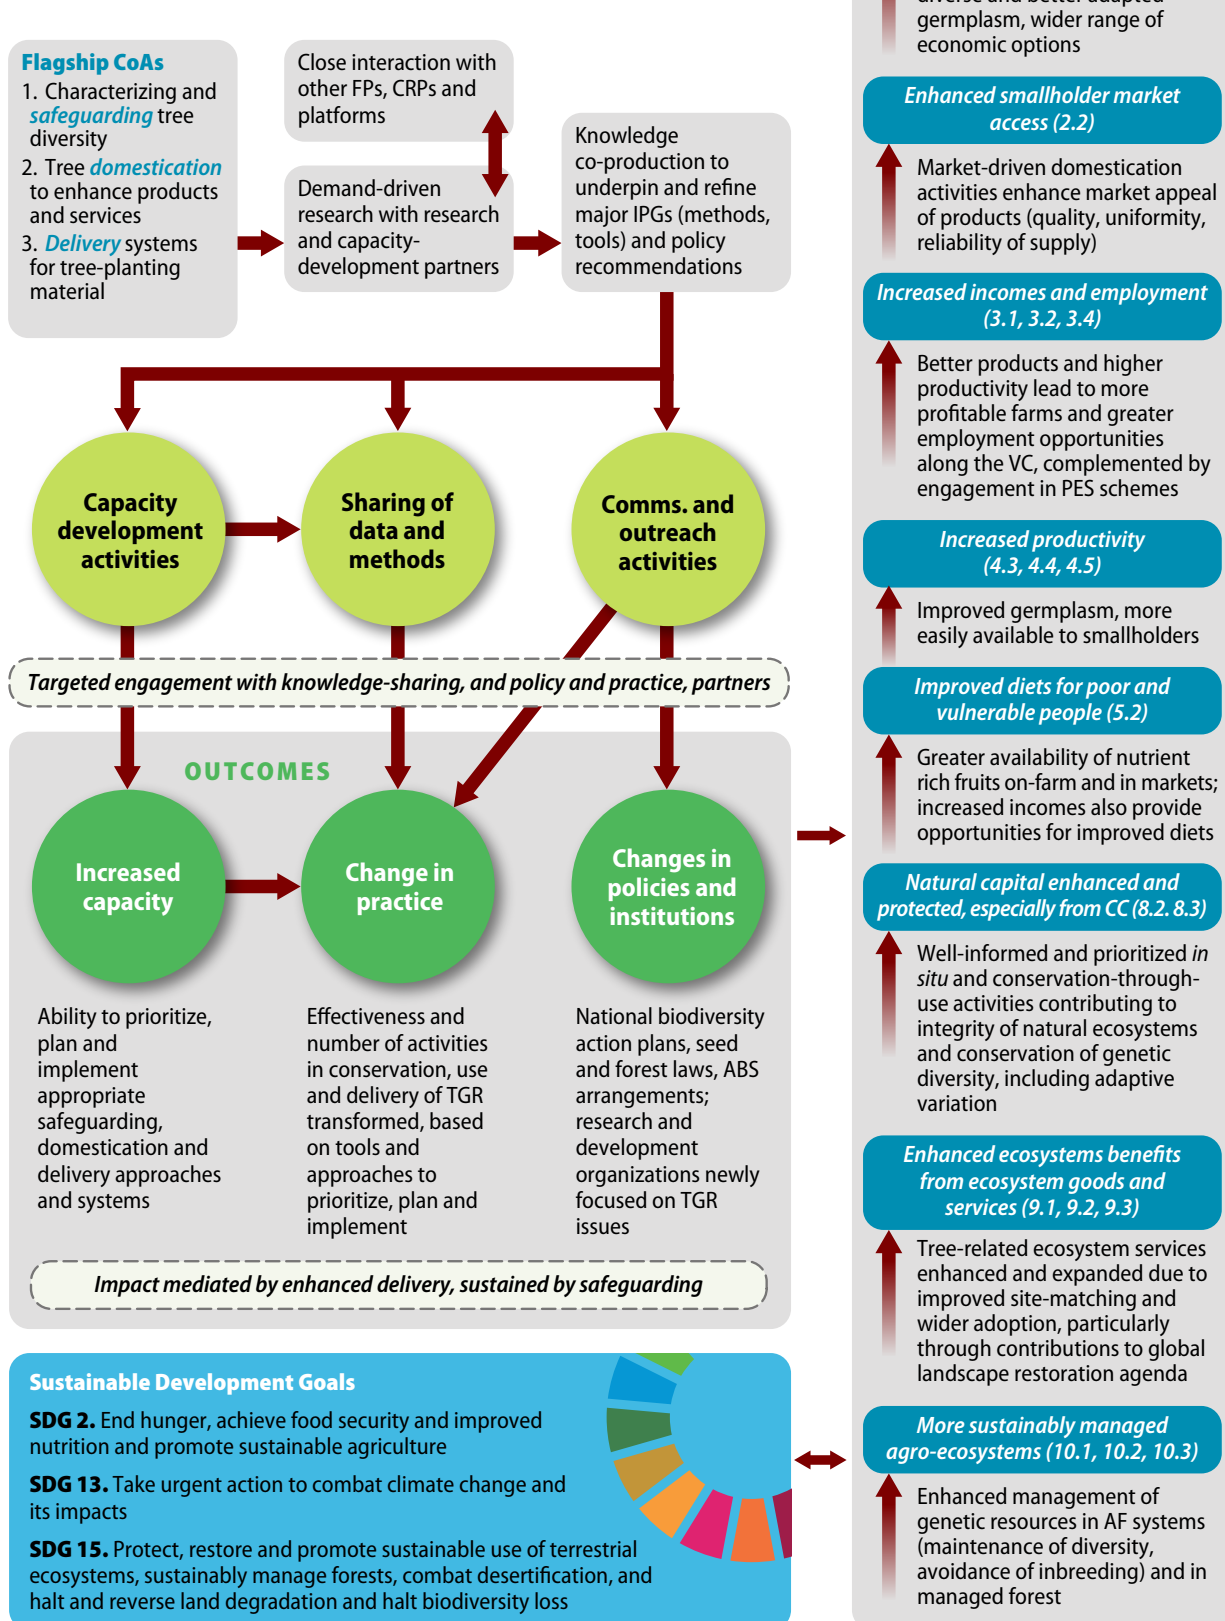 Flagship CoAs
1. Characterizing and
safeguarding tree
diversity
2. Tree domestication
to enhance products
and services
3. Delivery systems
for tree-planting
material
Close interaction with
other FPs, CRPs and
platforms
Demand-driven
research with research
and capacity-
development partners
Knowledge
co-production to
underpin and refine
major IPGs (methods,
tools) and policy
recommendations
Capacity
development
activities
Sharing of
data and
methods
Comms. and
outreach
activities
Targeted engagement with knowledge-sharing, and policy and practice, partners
OUTCOMES
Increased
capacity
Change in
practice
Changes in
policies and
institutions
Ability to prioritize,
plan and
implement
appropriate
safeguarding,
domestication and
delivery approaches
and systems
Effectiveness and
number of activities
in conservation, use
and delivery of TGR
transformed, based
on tools and
approaches to
prioritize, plan and
implement
National biodiversity
action plans, seed
and forest laws, ABS
arrangements;
research and
development
organizations newly
focused on TGR
issues
Impact mediated by enhanced delivery, sustained by safeguarding
Sustainable Development Goals
SDG 2. End hunger, achieve food security and improved
nutrition and promote sustainable agriculture
SDG 13. Take urgent action to combat climate change and
its impacts
SDG 15. Protect, restore and promote sustainable use of terrestrial
ecosystems, sustainably manage forests, combat desertification, and
halt and reverse land degradation and halt biodiversity loss
diverse and better adapted
germplasm, wider range of
economic options
Enhanced smallholder market
access (2.2)
Market-driven domestication
activities enhance market appeal
of products (quality, uniformity,
reliability of supply)
Increased incomes and employment
(3.1, 3.2, 3.4)
Better products and higher
productivity lead to more
profitable farms and greater
employment opportunities
along the VC, complemented by
engagement in PES schemes
Increased productivity
(4.3, 4.4, 4.5)
Improved germplasm, more
easily available to smallholders
Improved diets for poor and
vulnerable people (5.2)
Greater availability of nutrient
rich fruits on-farm and in markets;
increased incomes also provide
opportunities for improved diets
Natural capital enhanced and
protected, especially from CC (8.2. 8.3)
Well-informed and prioritized in
situ and conservation-through-
use activities contributing to
integrity of natural ecosystems
and conservation of genetic
diversity, including adaptive
variation
Enhanced ecosystems benefits
from ecosystem goods and
services (9.1, 9.2, 9.3)
Tree-related ecosystem services
enhanced and expanded due to
improved site-matching and
wider adoption, particularly
through contributions to global
landscape restoration agenda
More sustainably managed
agro-ecosystems (10.1, 10.2, 10.3)
Enhanced management of
genetic resources in AF systems
(maintenance of diversity,
avoidance of inbreeding) and in
managed forest